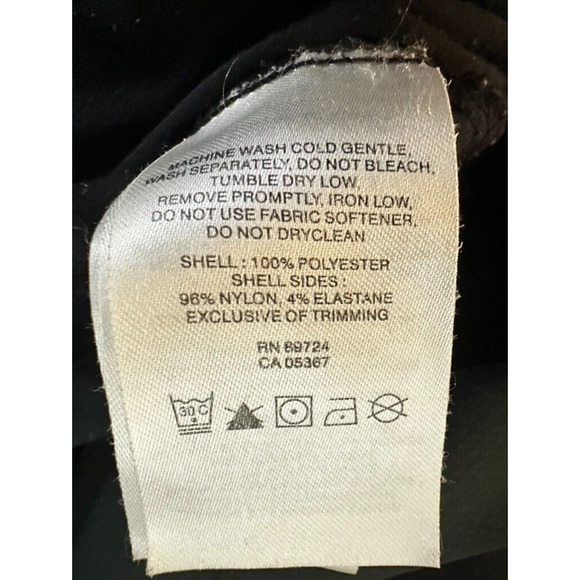 MACHINE WASH COLD GENTLE,
WASH SEPARATELY, DO NOT BLEACH,
TUMBLE DRY LOW
REMOVE PROMPTLY, IRON LOW,
DO NOT USE FABRIC SOFTENER,
DO NOT DRYCLEAN
SHELL : 100% POLYESTER
SHELL SIDES :
96% NYLON, 4% ELASTANE
EXCLUSIVE OF TRIMMING
RN 69724
CA 05367
30 C